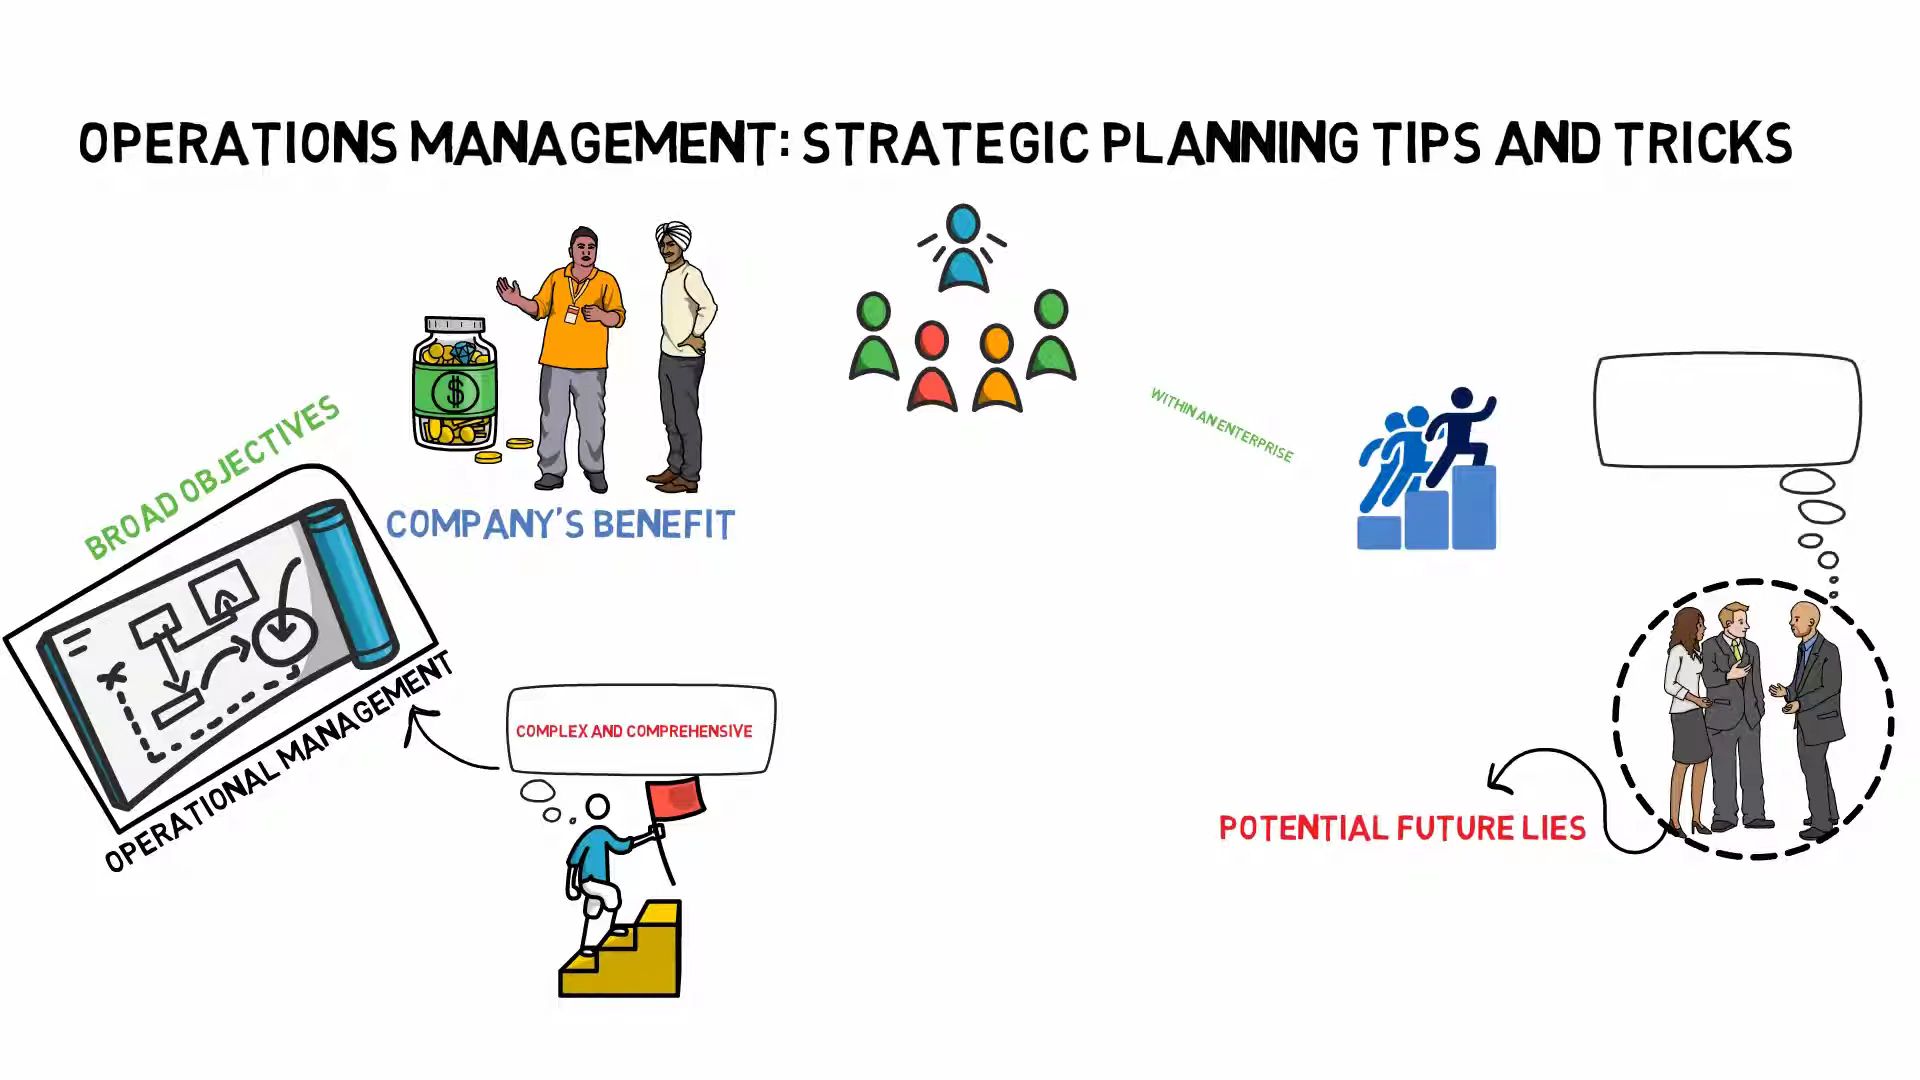 OPERATIONS MANAGEMENT: STRATEGIC PLANNING TIPS AND TRICKS
BROAD OBJECTIVES
$
COMPANY'S BENEFIT
WITHIN AN ENTERPRISE
OPERATIONAL MANAGEMENT
COMPLEX AND COMPREHENSIVE
POTENTIAL FUTURE LIES